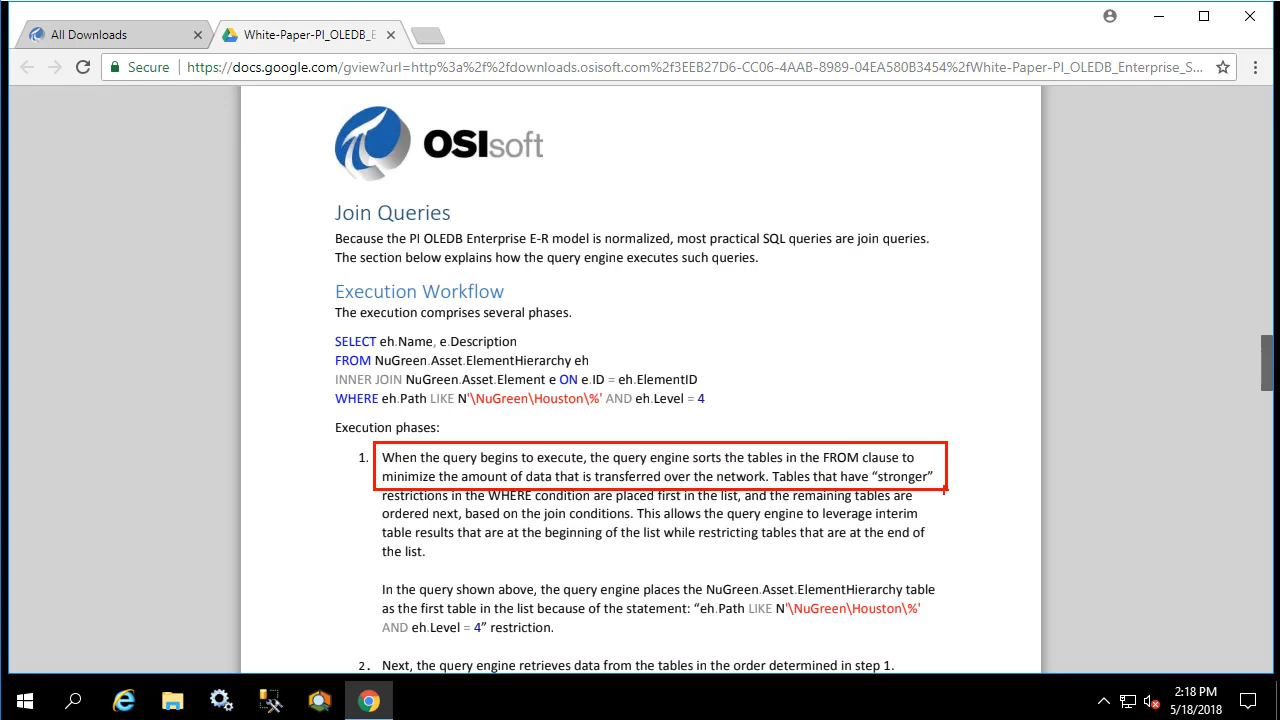 All Downloads
White-Paper-PI_OLEDB_E
Secure
https://docs.google.com/gview?url=http%3a%2f%2fdownloads.osisoft.com%2f3EEB27D6-CC06-4AAB-8989-04EA580B3454%2fWhite-Paper-PI_OLEDB_Enterprise_S...
OSIsoft
Join Queries
Because the PI OLEDB Enterprise E-R model is normalized, most practical SQL queries are join queries.
The section below explains how the query engine executes such queries.
Execution Workflow
The execution comprises several phases.
SELECT eh.Name, e.Description
FROM NuGreen.Asset.ElementHierarchy eh
INNER JOIN NuGreen.Asset.Element e ON e.ID = eh.ElementID
WHERE eh.Path LIKE N'\NuGreen\Houston\%' AND eh.Level = 4
Execution phases:
1. When the query begins to execute, the query engine sorts the tables in the FROM clause to
minimize the amount of data that is transferred over the network. Tables that have “stronger”
restrictions in the WHERE condition are placed first in the list, and the remaining tables are
ordered next, based on the join conditions. This allows the query engine to leverage interim
table results that are at the beginning of the list while restricting tables that are at the end of
the list.
In the query shown above, the query engine places the NuGreen.Asset.ElementHierarchy table
as the first table in the list because of the statement: “eh.Path LIKE N'\NuGreen\Houston\%'
AND eh.Level = 4” restriction.
2. Next, the query engine retrieves data from the tables in the order determined in step 1.
2:18 PM
5/18/2018